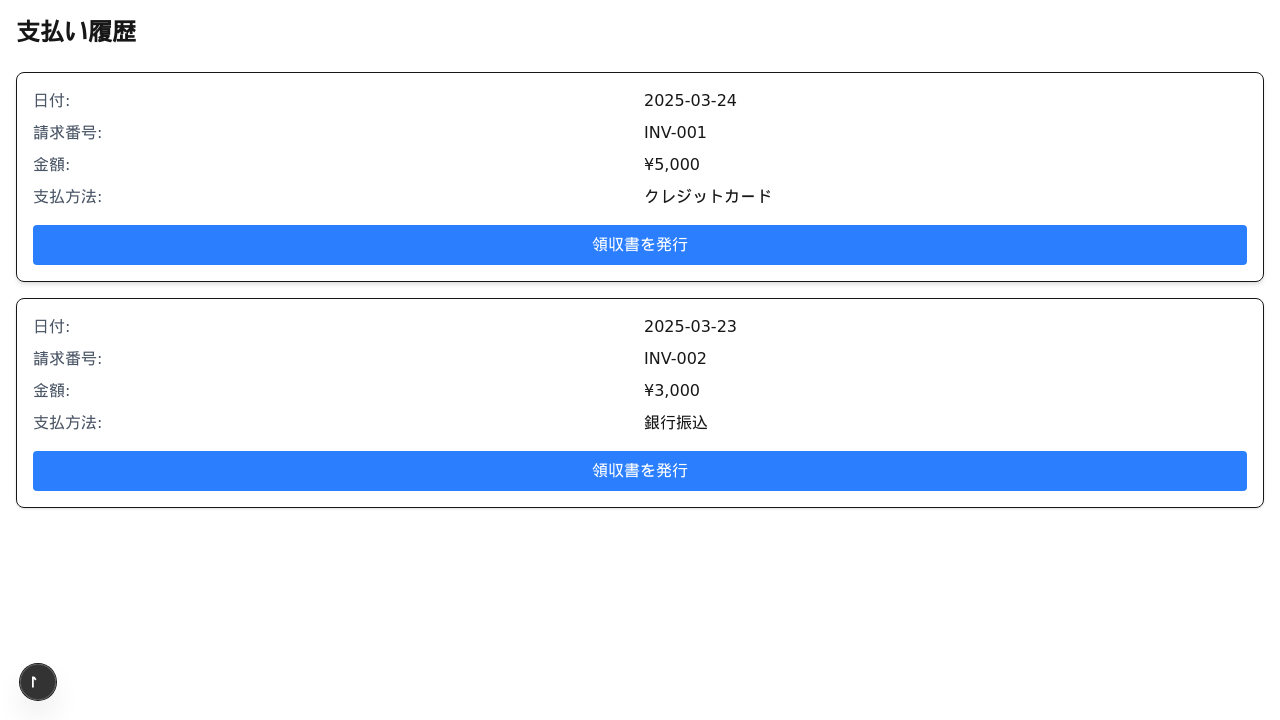 支払い履歴
日付: 2025-03-24
請求番号: INV-001
金額: ¥5,000
支払方法: クレジットカード
領収書を発行
日付: 2025-03-23
請求番号: INV-002
金額: ¥3,000
支払方法: 銀行振込
領収書を発行